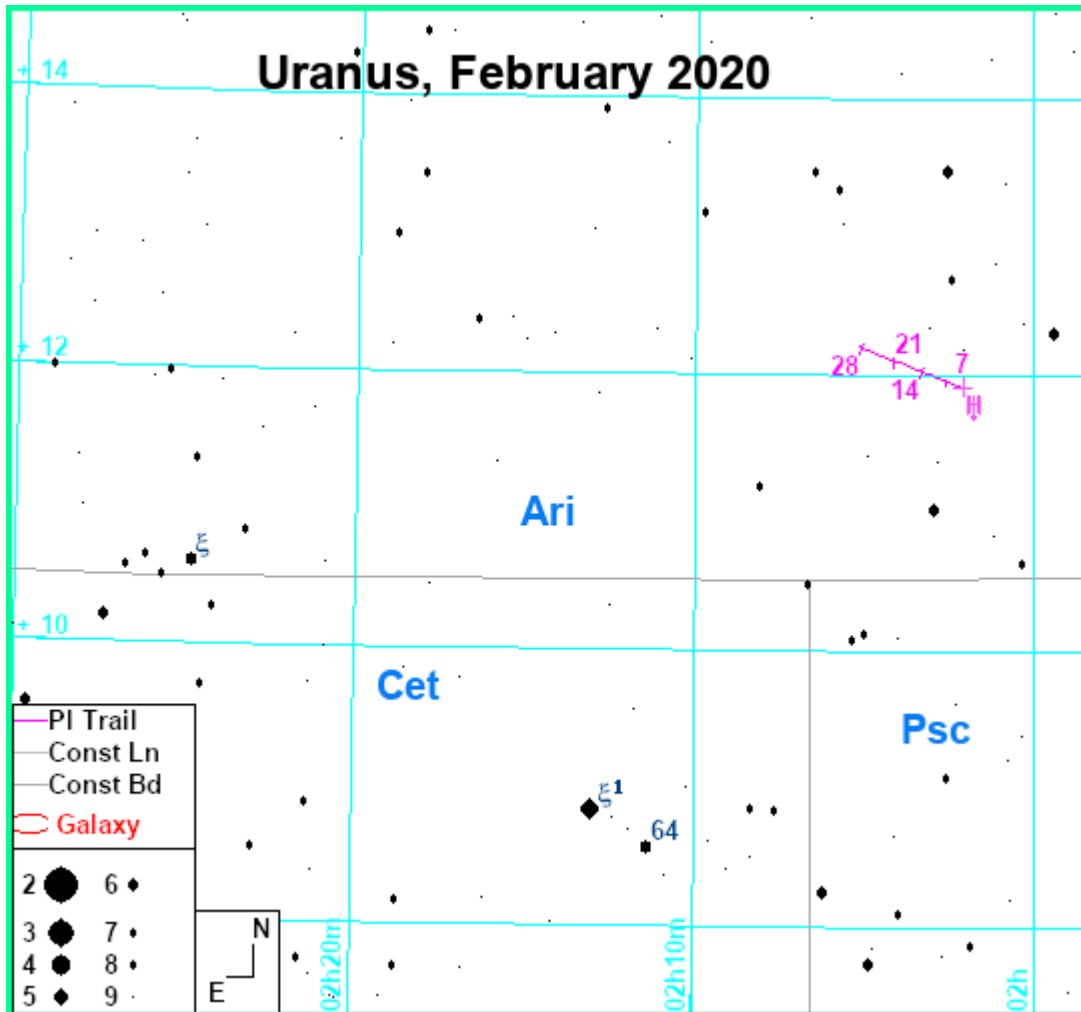 Uranus, February 2020
+ 14
+ 12
21
28
7
14
Ari
ξ
+ 10
Cet
Psc
ξ¹
64
Pl Trail
Const Ln
Const Bd
Galaxy
2 6
3 7
4 8
5 9
N
E
02h20m
02h10m
02h